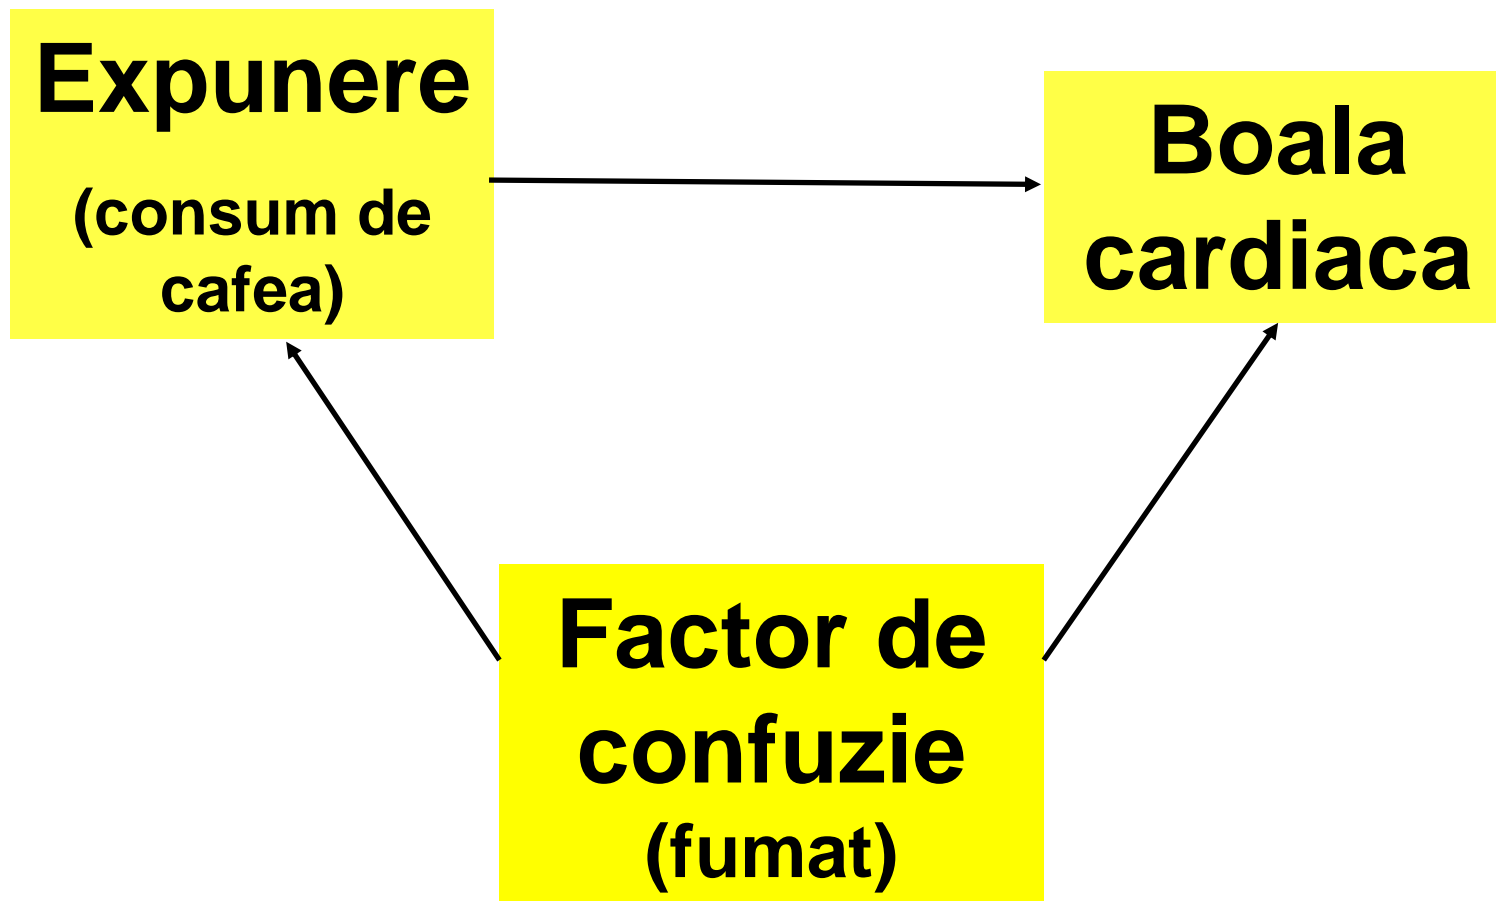 Expunere
(consum de
cafea)
Boala
cardiaca
Factor de
confuzie
(fumat)